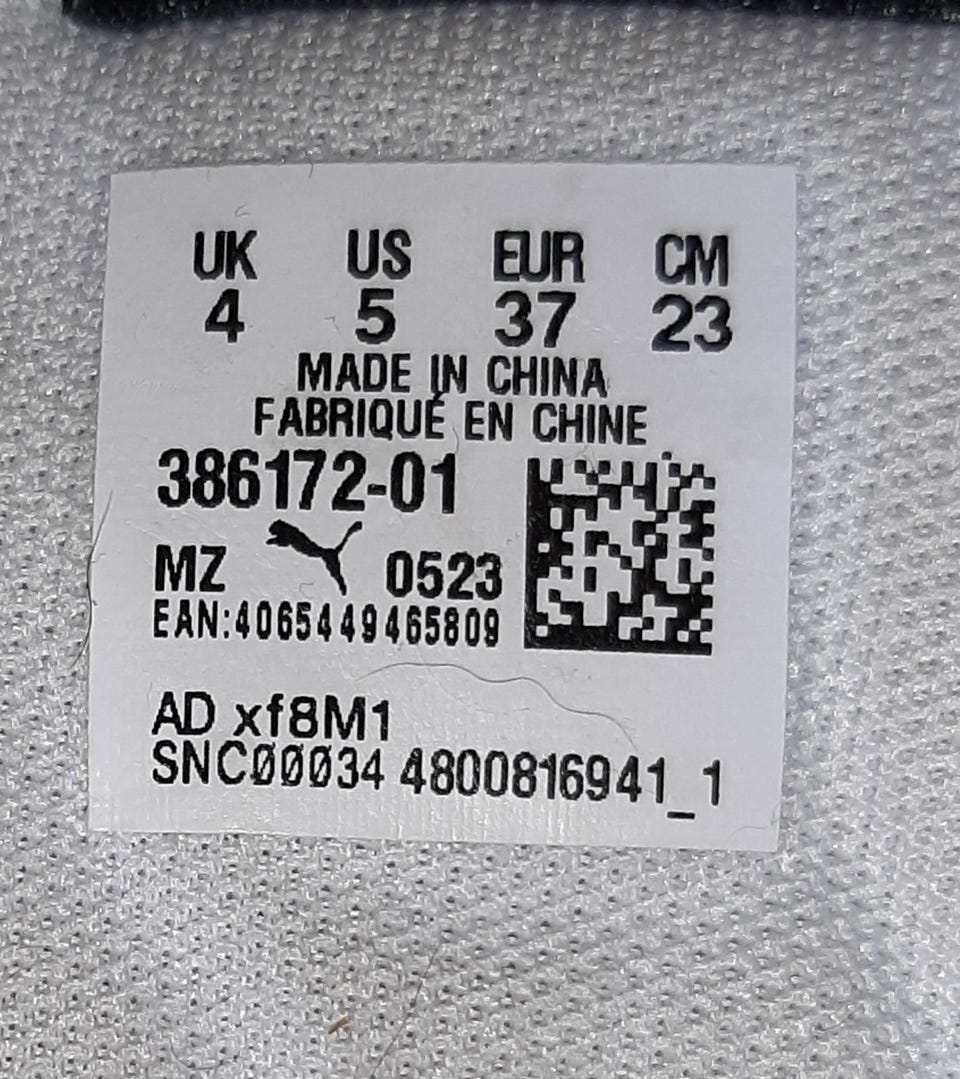 UK US EUR CM
4 5 37 23
MADE IN CHINA
FABRIQUÉ EN CHINE
386172-01
MZ 0523
EAN:4065449465809
AD xf8M1
SNC00034 4800816941_1